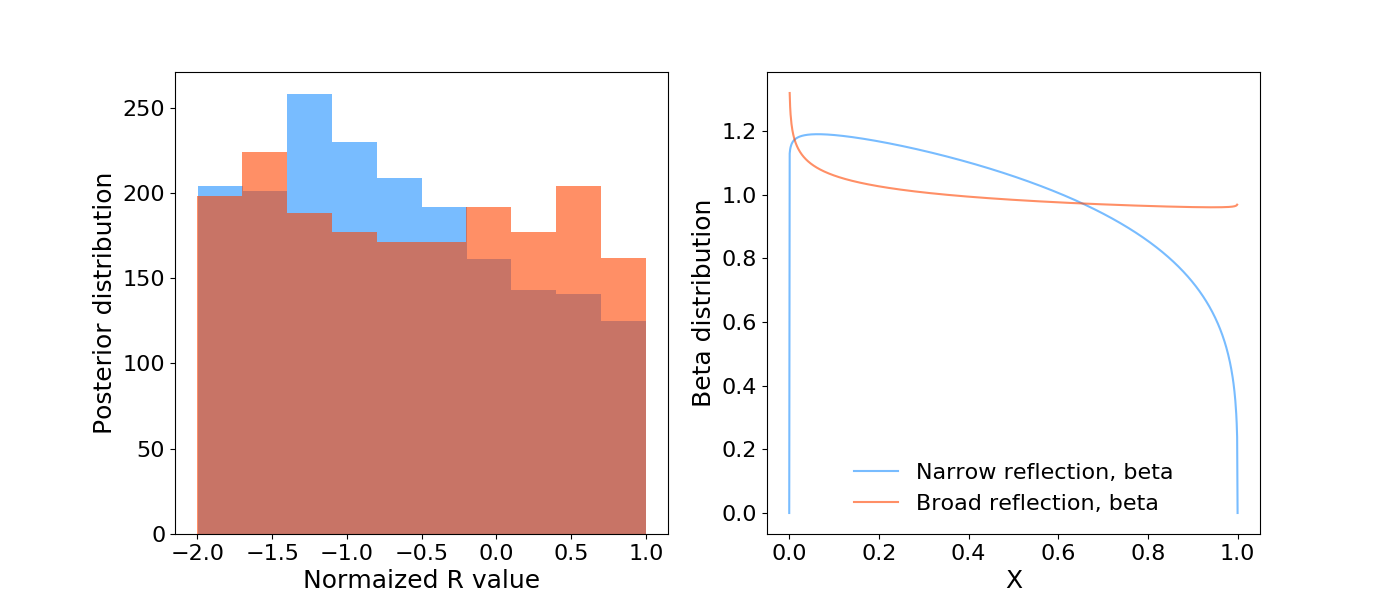 Posterior distribution
250
200
150
100
50
0
−2.0 −1.5 −1.0 −0.5 0.0 0.5 1.0
Normaized R value
Beta distribution
1.2
1.0
0.8
0.6
0.4
0.2
0.0
Narrow reflection, beta
Broad reflection, beta
0.0 0.2 0.4 0.6 0.8 1.0
X